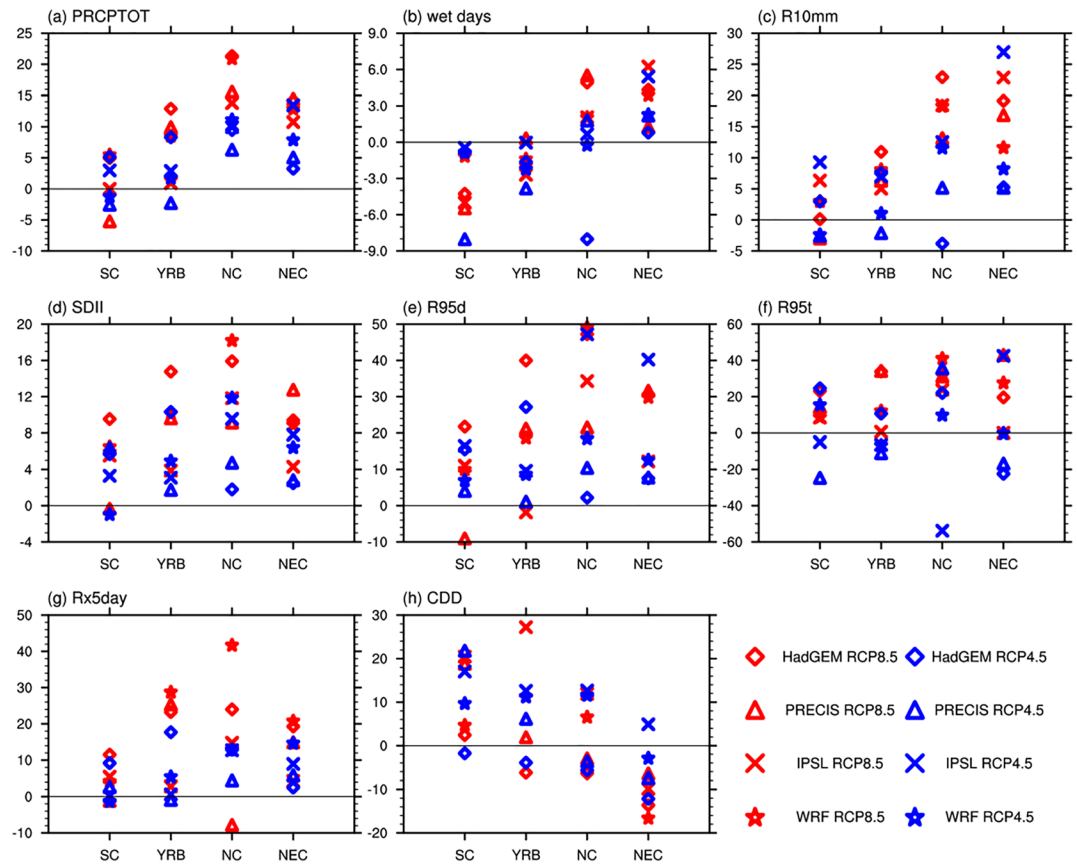 (a) PRCPTOT (b) wet days (c) R10mm
25 9.0 30
20 6.0 25
15 3.0 20
10 0.0 15
5 -3.0 10
0 -6.0 5
-5 -9.0 0
-10 -5
SC YRB NC NEC SC YRB NC NEC SC YRB NC NEC
(d) SDII (e) R95d (f) R95t
20 50 60
16 40 40
12 30 20
8 20 0
4 10 -20
0 0 -40
-4 -10 -60
SC YRB NC NEC SC YRB NC NEC SC YRB NC NEC
(g) Rx5day (h) CDD
50 30
40 20
30 10
20 0
10 -10
0 -20
-10
SC YRB NC NEC SC YRB NC NEC
HadGEM RCP8.5 HadGEM RCP4.5
PRECIS RCP8.5 PRECIS RCP4.5
IPSL RCP8.5 IPSL RCP4.5
WRF RCP8.5 WRF RCP4.5